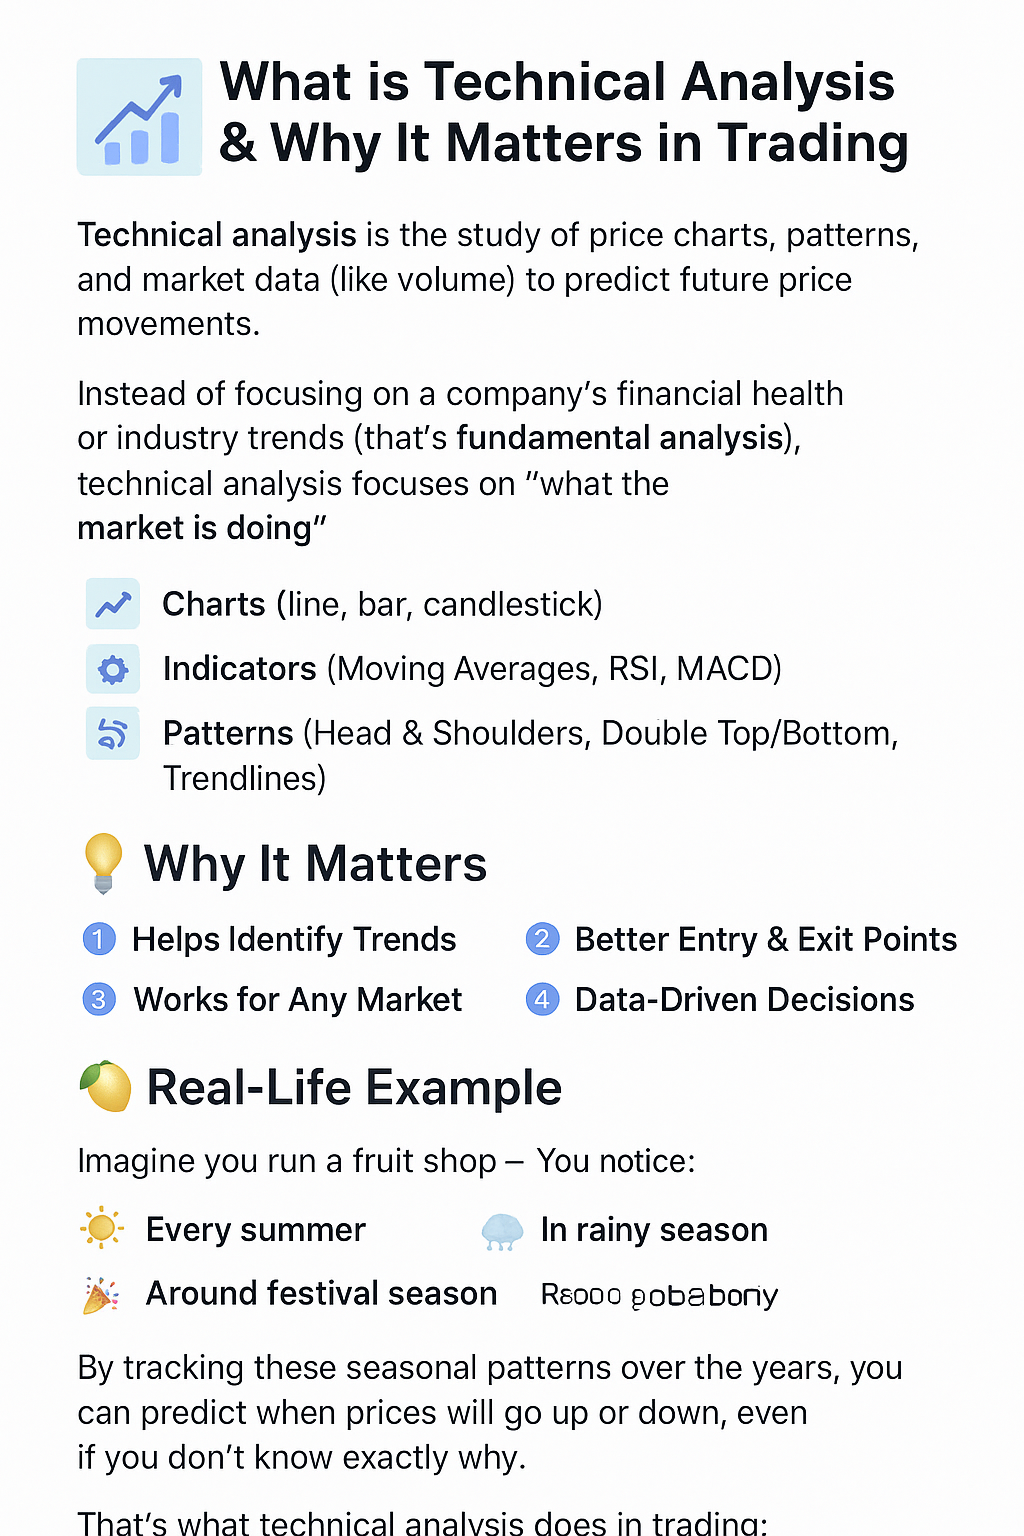 What is Technical Analysis
& Why It Matters in Trading
Technical analysis is the study of price charts, patterns,
and market data (like volume) to predict future price
movements.
Instead of focusing on a company's financial health
or industry trends (that's fundamental analysis),
technical analysis focuses on "what the
market is doing"
Charts (line, bar, candlestick)
Indicators (Moving Averages, RSI, MACD)
Patterns (Head & Shoulders, Double Top/Bottom,
Trendlines)
Why It Matters
1 Helps Identify Trends
2 Better Entry & Exit Points
3 Works for Any Market
4 Data-Driven Decisions
Real-Life Example
Imagine you run a fruit shop – You notice:
Every summer
In rainy season
Around festival season
By tracking these seasonal patterns over the years, you
can predict when prices will go up or down, even
if you don't know exactly why.
That's what technical analysis does in trading: